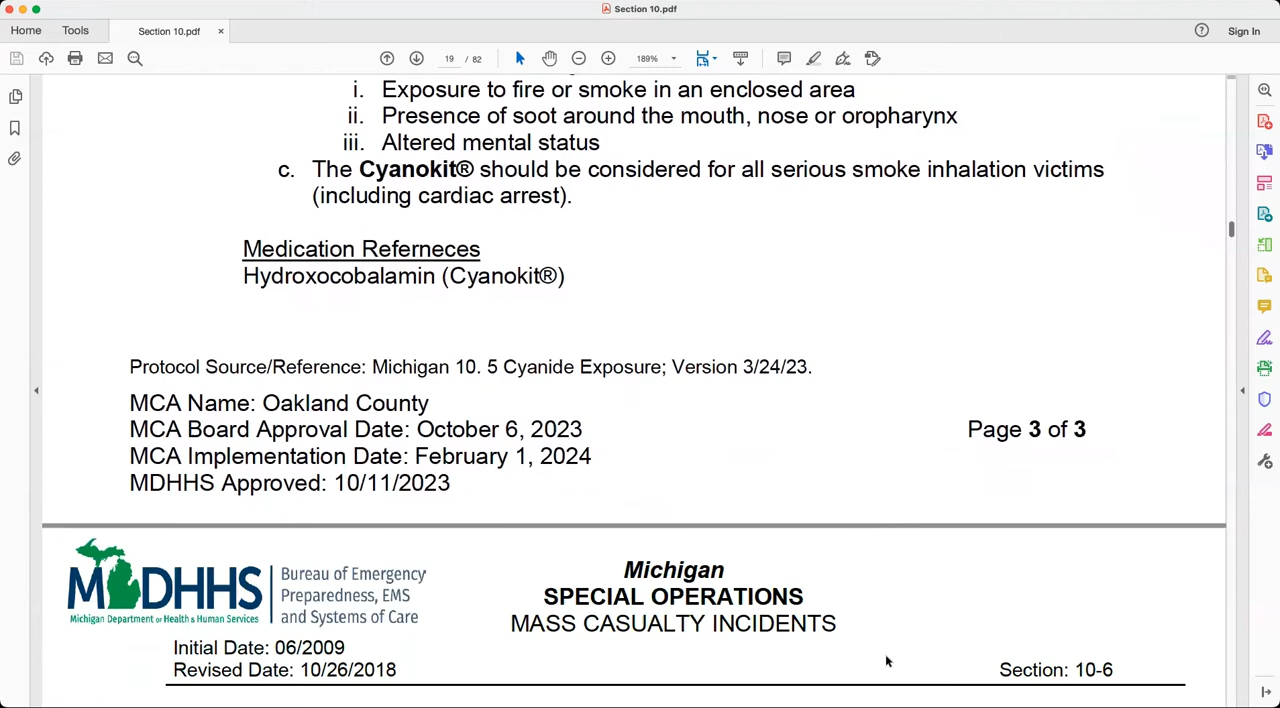 Section 10.pdf
Home Tools Section 10.pdf × Sign In
19 / 82 189%
i. Exposure to fire or smoke in an enclosed area
ii. Presence of soot around the mouth, nose or oropharynx
iii. Altered mental status
c. The Cyanokit® should be considered for all serious smoke inhalation victims
(including cardiac arrest).
Medication Referneces
Hydroxocobalamin (Cyanokit®)
Protocol Source/Reference: Michigan 10. 5 Cyanide Exposure; Version 3/24/23.
MCA Name: Oakland County
MCA Board Approval Date: October 6, 2023
MCA Implementation Date: February 1, 2024
MDHHS Approved: 10/11/2023
Page 3 of 3
MDHHS
Michigan Department of Health & Human Services
Bureau of Emergency
Preparedness, EMS
and Systems of Care
Michigan
SPECIAL OPERATIONS
MASS CASUALTY INCIDENTS
Initial Date: 06/2009
Revised Date: 10/26/2018
Section: 10-6